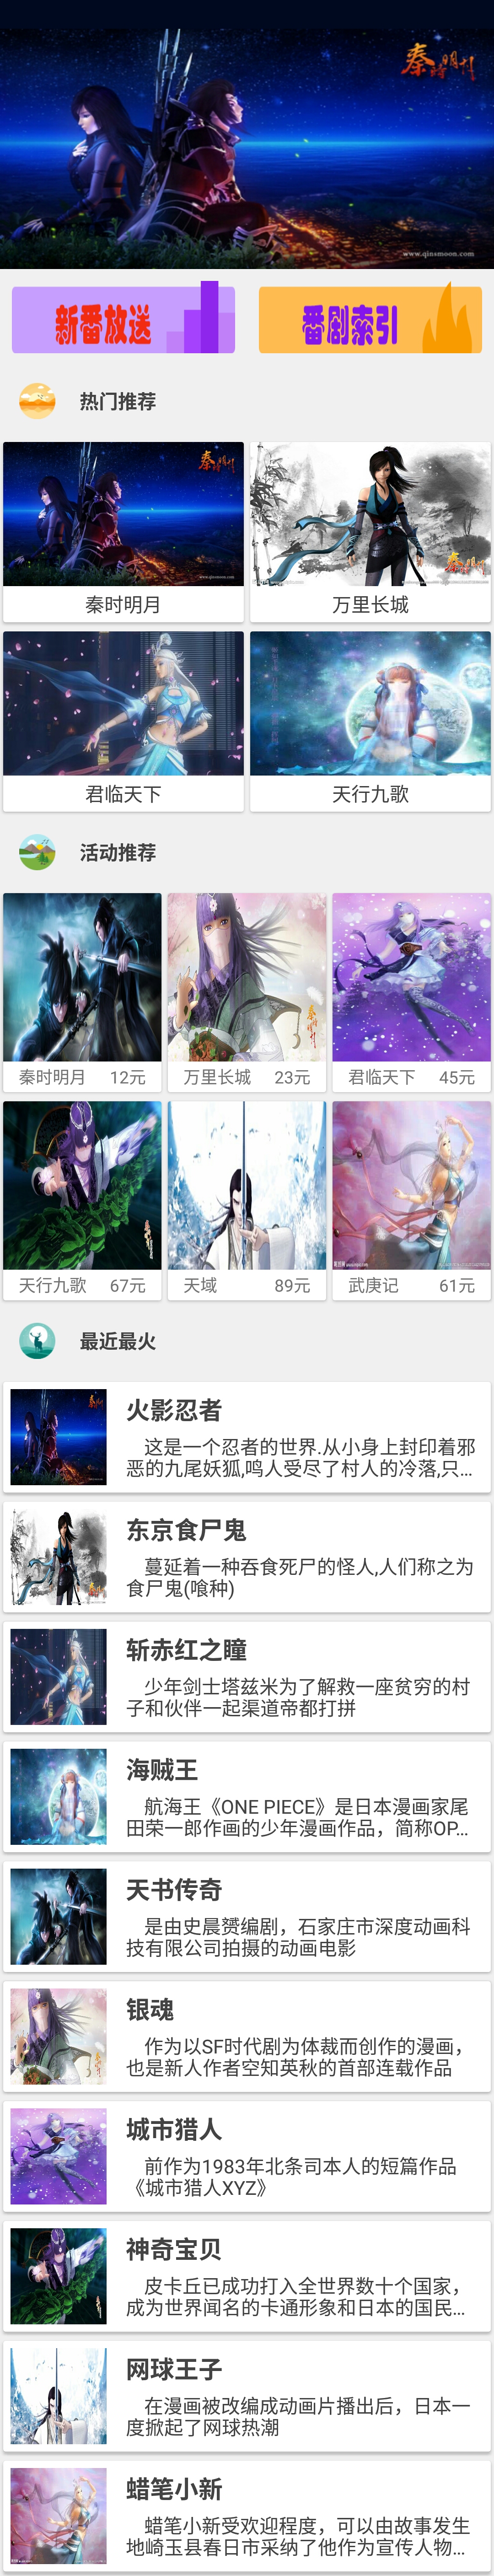 秦时明月
www.qinsmoon.com
新番放送
番剧索引
热门推荐
秦时明月
万里长城
君临天下
天行九歌
活动推荐
秦时明月 12元
万里长城 23元
君临天下 45元
天行九歌 67元
天域 89元
武庚记 61元
最近最火
火影忍者
这是一个忍者的世界.从小身上封印着邪
恶的九尾妖狐,鸣人受尽了村人的冷落,只...
东京食尸鬼
蔓延着一种吞食死尸的怪人,人们称之为
食尸鬼(喰种)
斩赤红之瞳
少年剑士塔兹米为了解救一座贫穷的村
子和伙伴一起渠道帝都打拼
海贼王
航海王《ONE PIECE》是日本漫画家尾
田荣一郎作画的少年漫画作品，简称OP...
天书传奇
是由史晨赟编剧，石家庄市深度动画科
技有限公司拍摄的动画电影
银魂
作为以SF时代剧为体裁而创作的漫画，
也是新人作者空知英秋的首部连载作品
城市猎人
前作为1983年北条司本人的短篇作品
《城市猎人XYZ》
神奇宝贝
皮卡丘已成功打入全世界数十个国家，
成为世界闻名的卡通形象和日本的国民...
网球王子
在漫画被改编成动画片播出后，日本一
度掀起了网球热潮
蜡笔小新
蜡笔小新受欢迎程度，可以由故事发生
地崎玉县春日市采纳了他作为宣传人物...